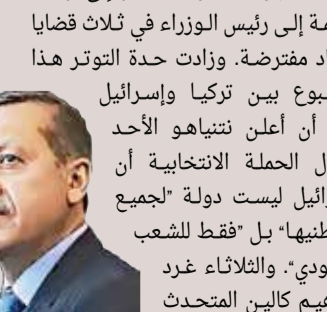 مة إلى رئيس الوزراء في ثلاث قضايا
اد مفترضة. وزادت حدة التوتر هذا
بوع بين تركيا وإسرائيل
أن أعلن نتنياهو الأحد
ل الحملة الانتخابية أن
رائيل ليست دولة "لجميع
طنيها" بل "فقط للشعب
ودي". والثلاثاء غرد
هيم كالين المتحدث